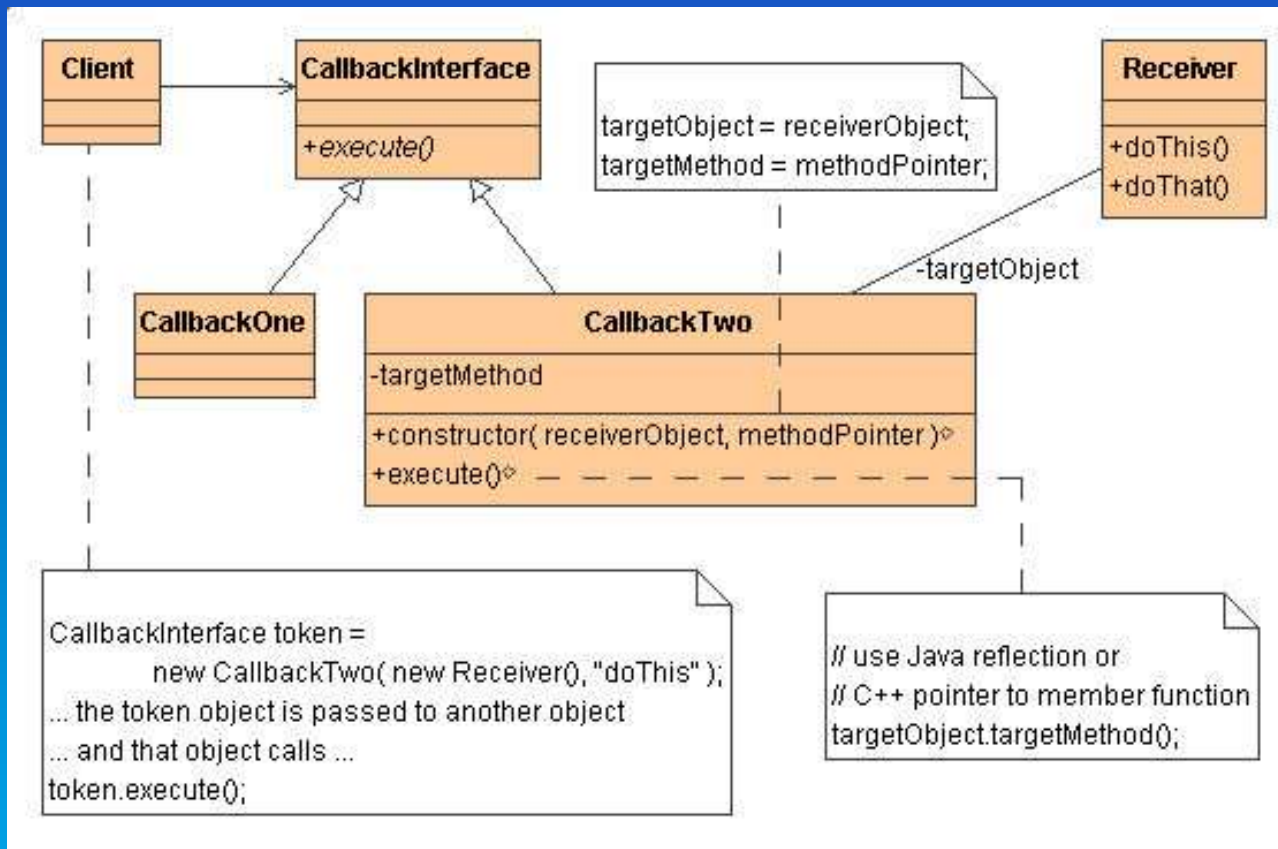 Client
CallbackInterface
+execute()
targetObject = receiverObject;
targetMethod = methodPointer;
Receiver
+doThis()
+doThat()
-targetObject
CallbackOne
CallbackTwo
-targetMethod
+constructor( receiverObject, methodPointer )
+execute()
CallbackInterface token =
new CallbackTwo( new Receiver(), "doThis" );
... the token object is passed to another object
... and that object calls ...
token.execute();
// use Java reflection or
// C++ pointer to member function
targetObject.targetMethod();